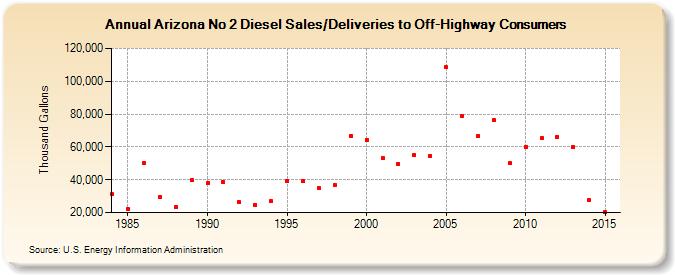 Annual Arizona No 2 Diesel Sales/Deliveries to Off-Highway Consumers
Thousand Gallons
120,000
100,000
80,000
60,000
40,000
20,000
1985 1990 1995 2000 2005 2010 2015
Source: U.S. Energy Information Administration